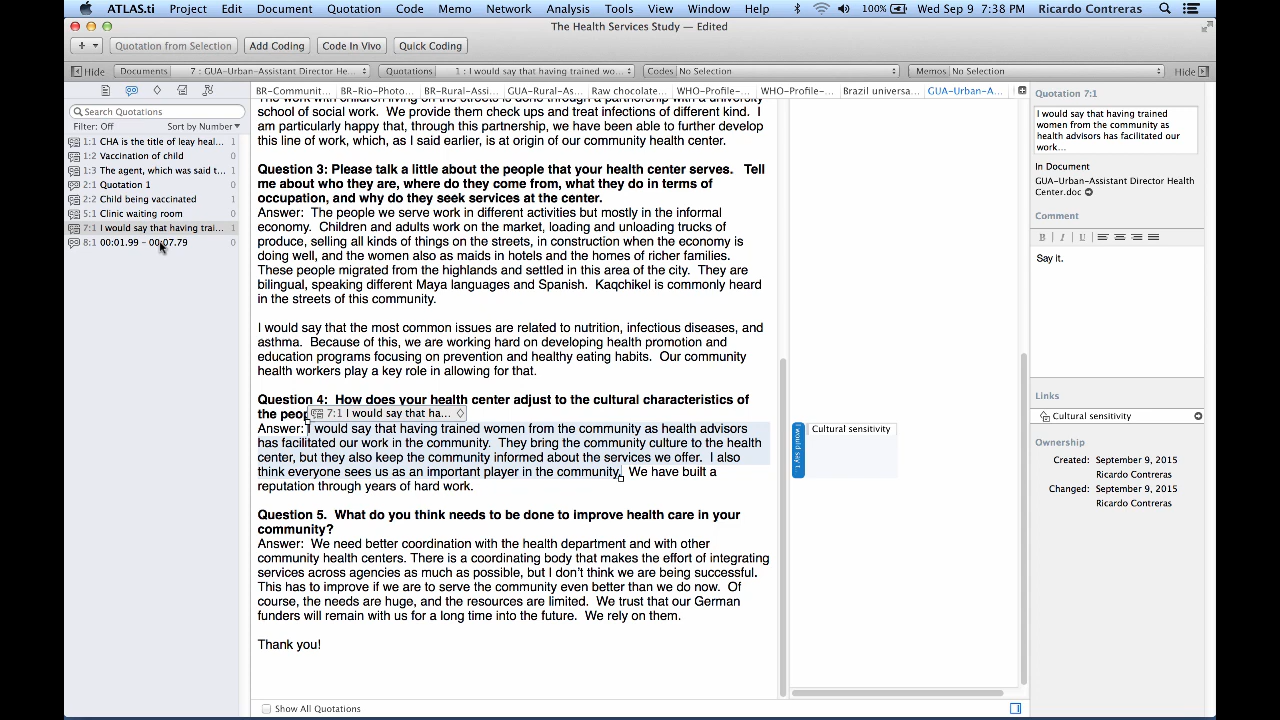 ATLAS.ti Project Edit Document Quotation Code Memo Network Analysis Tools View Window Help 100% Wed Sep 9 7:38 PM Ricardo Contreras
The Health Services Study — Edited
+ Quotation from Selection Add Coding Code In Vivo Quick Coding
Hide Documents 7 : GUA-Urban-Assistant Director He... Quotations 1 : I would say that having trained wo... Codes No Selection Memos No Selection Hide
BR-Communit... BR-Rio-Photo... BR-Rural-Assi... GUA-Rural-As... Raw chocolate... WHO-Profile-... WHO-Profile-... Brazil universa... GUA-Urban-A...
Search Quotations
Filter: Off Sort by Number
1:1 CHA is the title of leay heal... 1
1:2 Vaccination of child 0
1:3 The agent, which was said t... 1
2:1 Quotation 1 0
2:2 Child being vaccinated 1
5:1 Clinic waiting room 0
7:1 I would say that having trai... 1
8:1 00:01.99 - 00:07.79 0
The work with children living on the streets is done through a partnership with a university
school of social work. We provide them check ups and treat infections of different kind. I
am particularly happy that, through this partnership, we have been able to further develop
this line of work, which, as I said earlier, is at origin of our community health center.
Question 3: Please talk a little about the people that your health center serves. Tell
me about who they are, where do they come from, what they do in terms of
occupation, and why do they seek services at the center.
Answer: The people we serve work in different activities but mostly in the informal
economy. Children and adults work on the market, loading and unloading trucks of
produce, selling all kinds of things on the streets, in construction when the economy is
doing well, and the women also as maids in hotels and the homes of richer families.
These people migrated from the highlands and settled in this area of the city. They are
bilingual, speaking different Maya languages and Spanish. Kaqchikel is commonly heard
in the streets of this community.
I would say that the most common issues are related to nutrition, infectious diseases, and
asthma. Because of this, we are working hard on developing health promotion and
education programs focusing on prevention and healthy eating habits. Our community
health workers play a key role in allowing for that.
Question 4: How does your health center adjust to the cultural characteristics of
the peop
7:1 I would say that ha...
Answer: I would say that having trained women from the community as health advisors
has facilitated our work in the community. They bring the community culture to the health
center, but they also keep the community informed about the services we offer. I also
think everyone sees us as an important player in the community. We have built a
reputation through years of hard work.
Question 5. What do you think needs to be done to improve health care in your
community?
Answer: We need better coordination with the health department and with other
community health centers. There is a coordinating body that makes the effort of integrating
services across agencies as much as possible, but I don't think we are being successful.
This has to improve if we are to serve the community even better than we do now. Of
course, the needs are huge, and the resources are limited. We trust that our German
funders will remain with us for a long time into the future. We rely on them.
Thank you!
Show All Quotations
I would say t...
Cultural sensitivity
Quotation 7:1
I would say that having trained
women from the community as
health advisors has facilitated our
work...
In Document
GUA-Urban-Assistant Director Health
Center.doc
Comment
B I U
Say it.
Links
Cultural sensitivity
Ownership
Created: September 9, 2015
Ricardo Contreras
Changed: September 9, 2015
Ricardo Contreras